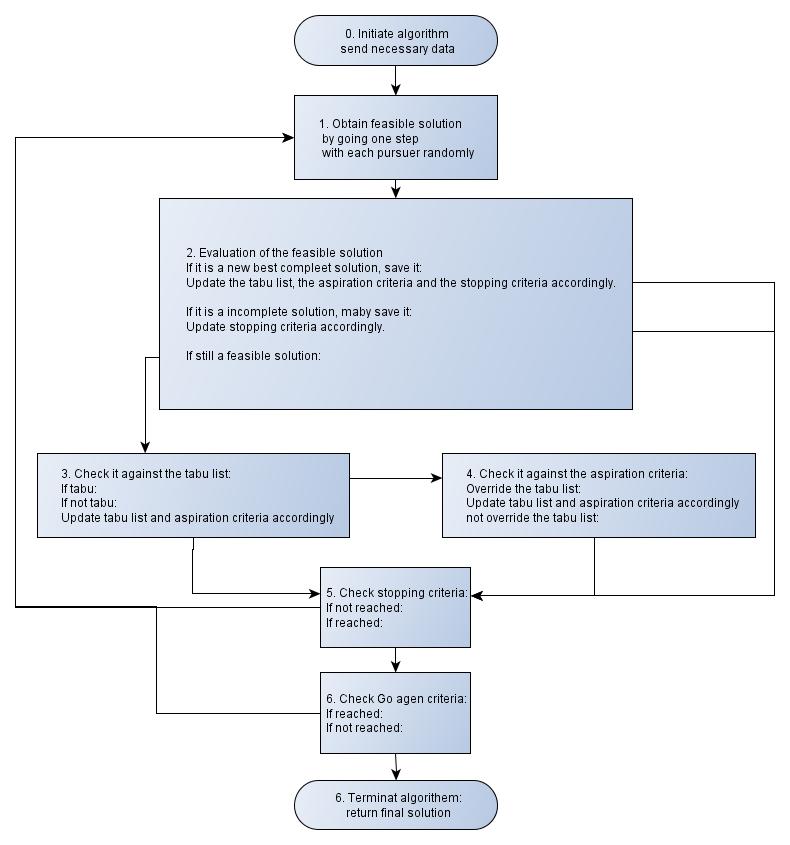 0. Initiate algorithm
send necessary data
1. Obtain feasible solution
by going one step
with each pursuer randomly
2. Evaluation of the feasible solution
If it is a new best compleet solution, save it:
Update the tabu list, the aspiration criteria and the stopping criteria accordingly.
If it is a incomplete solution, maby save it:
Update stopping criteria accordingly.
If still a feasible solution:
3. Check it against the tabu list:
If tabu:
If not tabu:
Update tabu list and aspiration criteria accordingly
4. Check it against the aspiration criteria:
Override the tabu list:
Update tabu list and aspiration criteria accordingly
not override the tabu list:
5. Check stopping criteria:
If not reached:
If reached:
6. Check Go agen criteria:
If reached:
If not reached:
6. Terminat algorithem:
return final solution